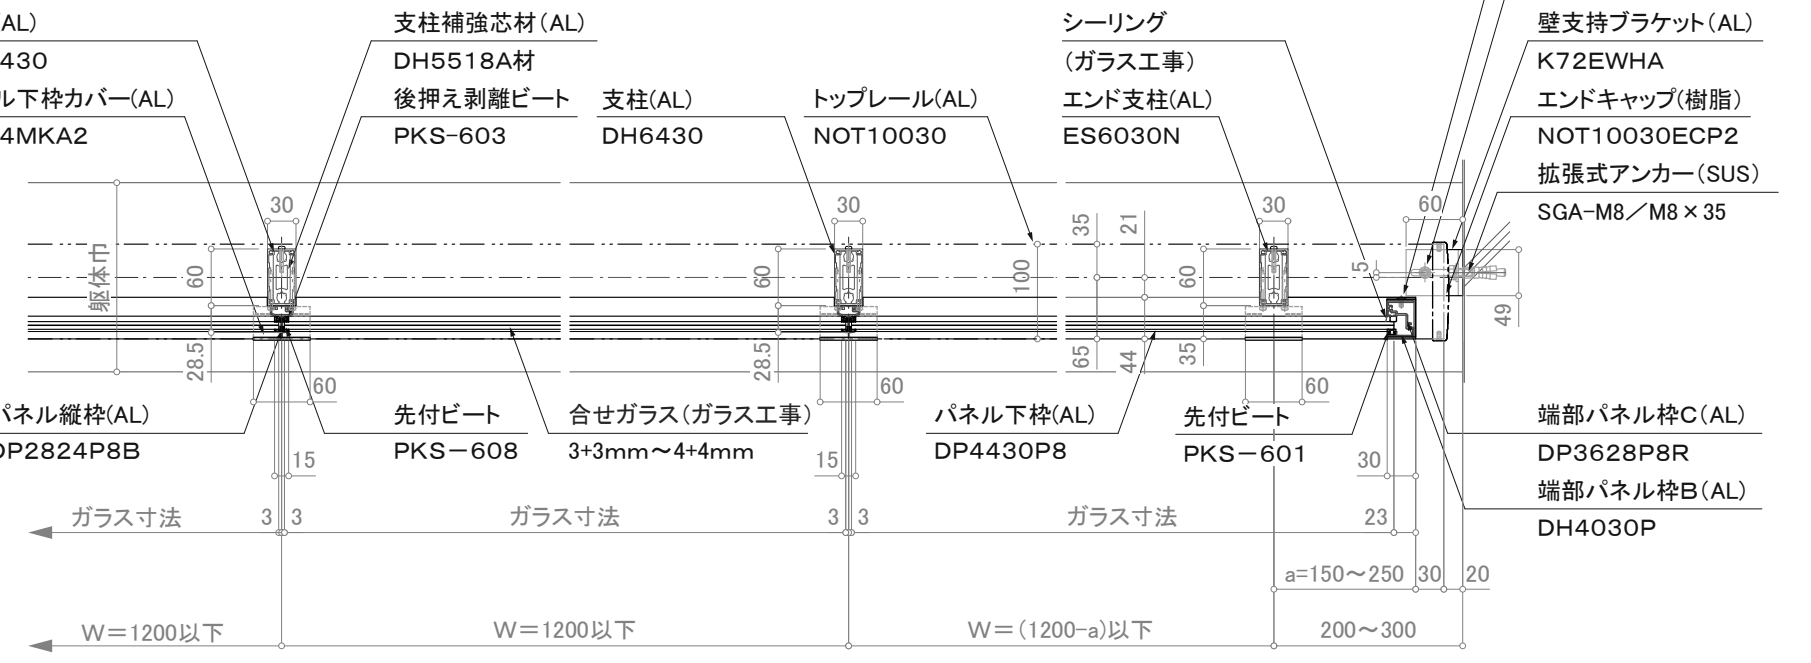 AL)
430
ル下枠カバー(AL)
4MKA2
支柱補強芯材(AL)
DH5518A材
後押え剥離ビート
PKS-603
支柱(AL)
DH6430
トップレール(AL)
NOT10030
シーリング
(ガラス工事)
エンド支柱(AL)
ES6030N
壁支持ブラケット(AL)
K72EWHA
エンドキャップ(樹脂)
NOT10030ECP2
拡張式アンカー(SUS)
SGA-M8／M8×35
30
30
30
60
35
21
躯体巾
60
60
100
60
5
49
28.5
28.5
65
44
35
60
60
60
パネル縦枠(AL)
DP2824P8B
先付ビート
PKS－608
合せガラス(ガラス工事)
3+3mm～4+4mm
パネル下枠(AL)
DP4430P8
先付ビート
PKS－601
端部パネル枠C(AL)
DP3628P8R
端部パネル枠B(AL)
DH4030P
15
15
30
ガラス寸法
3
3
ガラス寸法
3
3
ガラス寸法
23
a=150～250
30
20
W＝1200以下
W＝1200以下
W＝(1200-a)以下
200～300